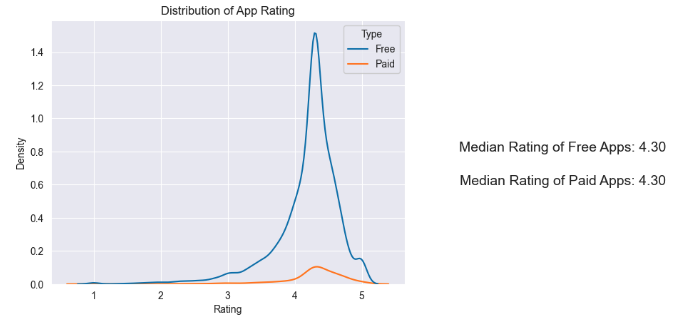 Distribution of App Rating
Type
Free
Paid
1.4
1.2
1.0
0.8
0.6
0.4
0.2
0.0
Density
1 2 3 4 5
Rating
Median Rating of Free Apps: 4.30
Median Rating of Paid Apps: 4.30